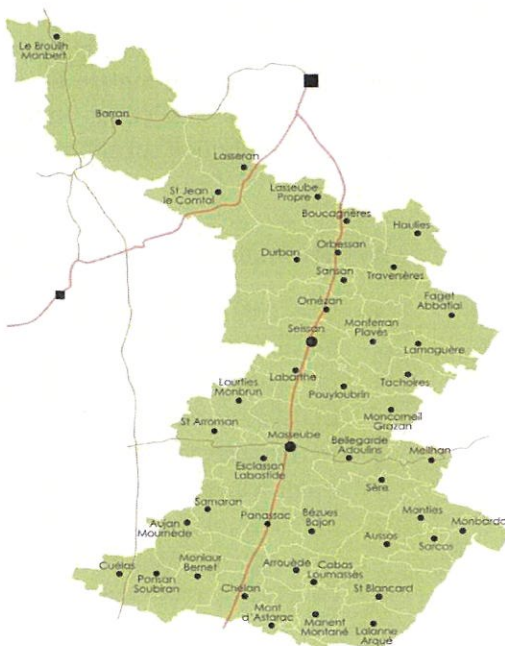 Le Brouilh
Monbert
Barran
Lasseran
St Jean
le Comtal
Lasseube
Propre
Boucagnères
Haulies
Durban
Orbessan
Sansan
Traversères
Ornézan
Faget
Abbatial
Seissan
Monferran
Plavés
Lamaguère
Labarthe
Tachoires
Lourties
Monbrun
Pouyloubrin
Moncorneil
Grazan
St Arroman
Masseube
Bellegarde
Adoulins
Meilhan
Esclassan
Labastide
Sère
Samaran
Panassac
Bézues
Bajon
Manties
Monbardo
Aujan
Mournède
Aussos
Sarcos
Cuélas
Ponsan
Soubiran
Monlaur
Bernet
Arrouède
Cabas
Loumassès
Chélan
St Blancard
Mont
d'Astarac
Manent
Montané
Lalanne
Arqué